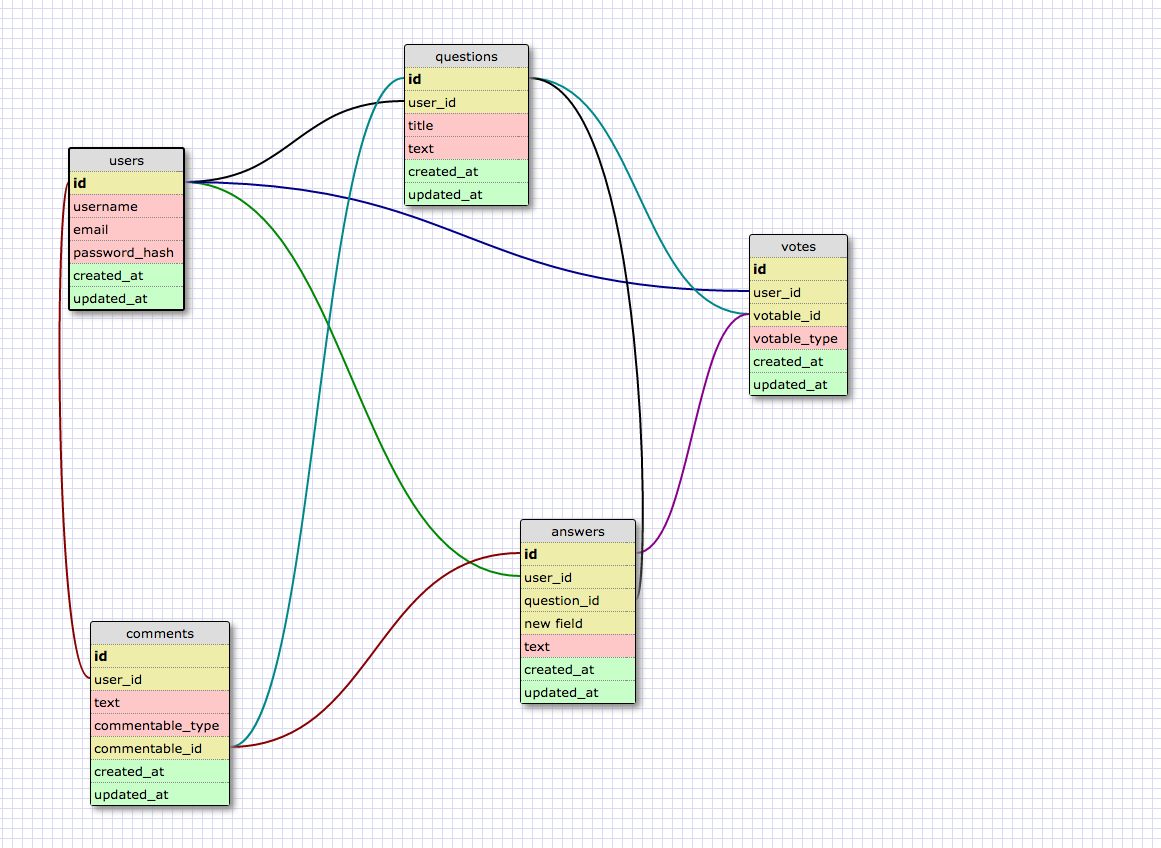 questions
id
user_id
title
text
created_at
updated_at
users
id
username
email
password_hash
created_at
updated_at
votes
id
user_id
votable_id
votable_type
created_at
updated_at
answers
id
user_id
question_id
new field
text
created_at
updated_at
comments
id
user_id
text
commentable_type
commentable_id
created_at
updated_at